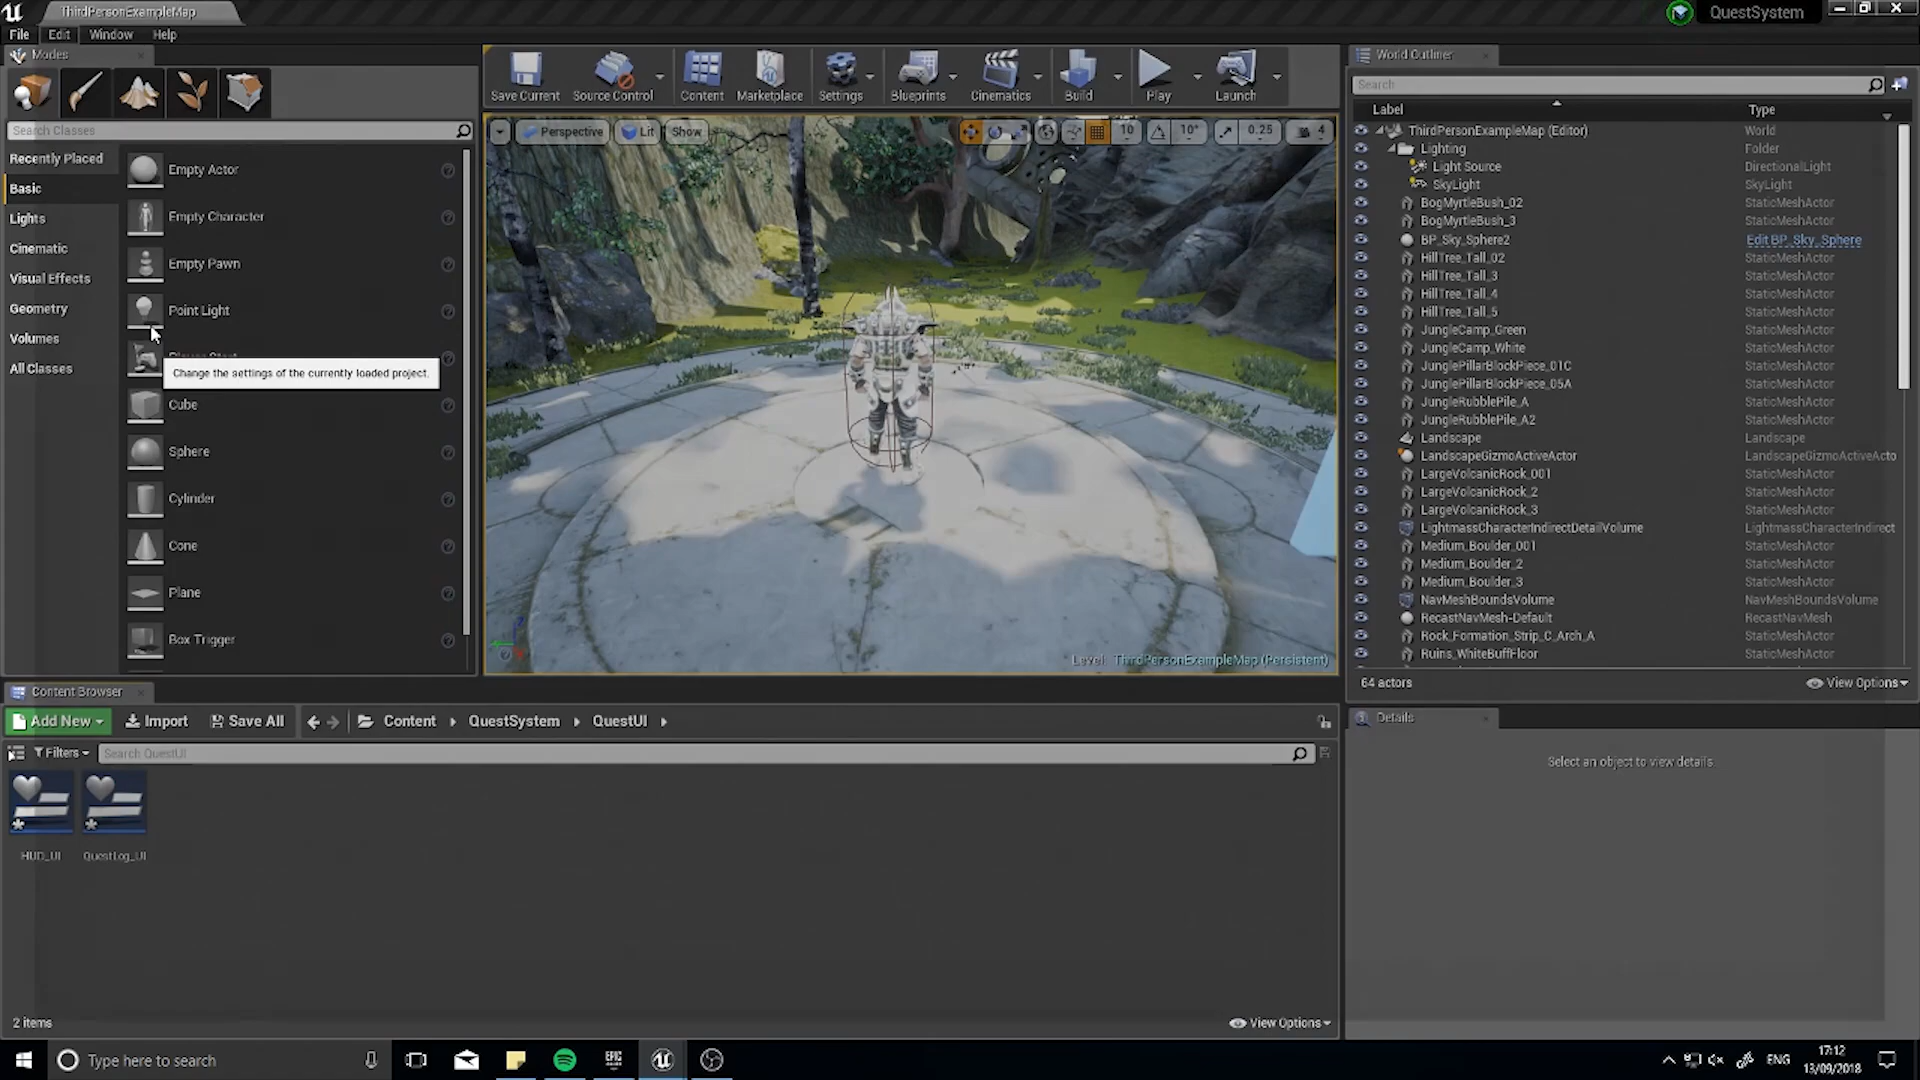 ThirdPersonExampleMap
QuestSystem
File Edit Window Help
Modes
Search Classes
Recently Placed
Basic
Lights
Cinematic
Visual Effects
Geometry
Volumes
All Classes
Empty Actor
Empty Character
Empty Pawn
Point Light
Change the settings of the currently loaded project.
Cube
Sphere
Cylinder
Cone
Plane
Box Trigger
Save Current Source Control Content Marketplace Settings Blueprints Cinematics Build Play Launch
Perspective Lit Show 10 10° 0.25 4
Level: ThirdPersonExampleMap (Persistent)
World Outliner
Search
Label Type
ThirdPersonExampleMap (Editor) World
Lighting Folder
Light Source DirectionalLight
SkyLight SkyLight
BogMyrtleBush_02 StaticMeshActor
BogMyrtleBush_3 StaticMeshActor
BP_Sky_Sphere2 Edit BP_Sky_Sphere
HillTree_Tall_02 StaticMeshActor
HillTree_Tall_3 StaticMeshActor
HillTree_Tall_4 StaticMeshActor
HillTree_Tall_5 StaticMeshActor
JungleCamp_Green StaticMeshActor
JungleCamp_White StaticMeshActor
JunglePillarBlockPiece_01C StaticMeshActor
JunglePillarBlockPiece_05A StaticMeshActor
JungleRubblePile_A StaticMeshActor
JungleRubblePile_A2 StaticMeshActor
Landscape Landscape
LandscapeGizmoActiveActor LandscapeGizmoActiveActo
LargeVolcanicRock_001 StaticMeshActor
LargeVolcanicRock_2 StaticMeshActor
LargeVolcanicRock_3 StaticMeshActor
LightmassCharacterIndirectDetailVolume LightmassCharacterIndirect
Medium_Boulder_001 StaticMeshActor
Medium_Boulder_2 StaticMeshActor
Medium_Boulder_3 StaticMeshActor
NavMeshBoundsVolume NavMeshBoundsVolume
RecastNavMesh-Default RecastNavMesh
Rock_Formation_Strip_C_Arch_A StaticMeshActor
Ruins_WhiteBuffFloor StaticMeshActor
64 actors View Options
Details
Select an object to view details.
Content Browser
Add New Import Save All Content QuestSystem QuestUI
Filters Search QuestUI
HUD_UI QuestLog_UI
2 items View Options
Type here to search
EPIC
ENG
17:12
13/09/2018